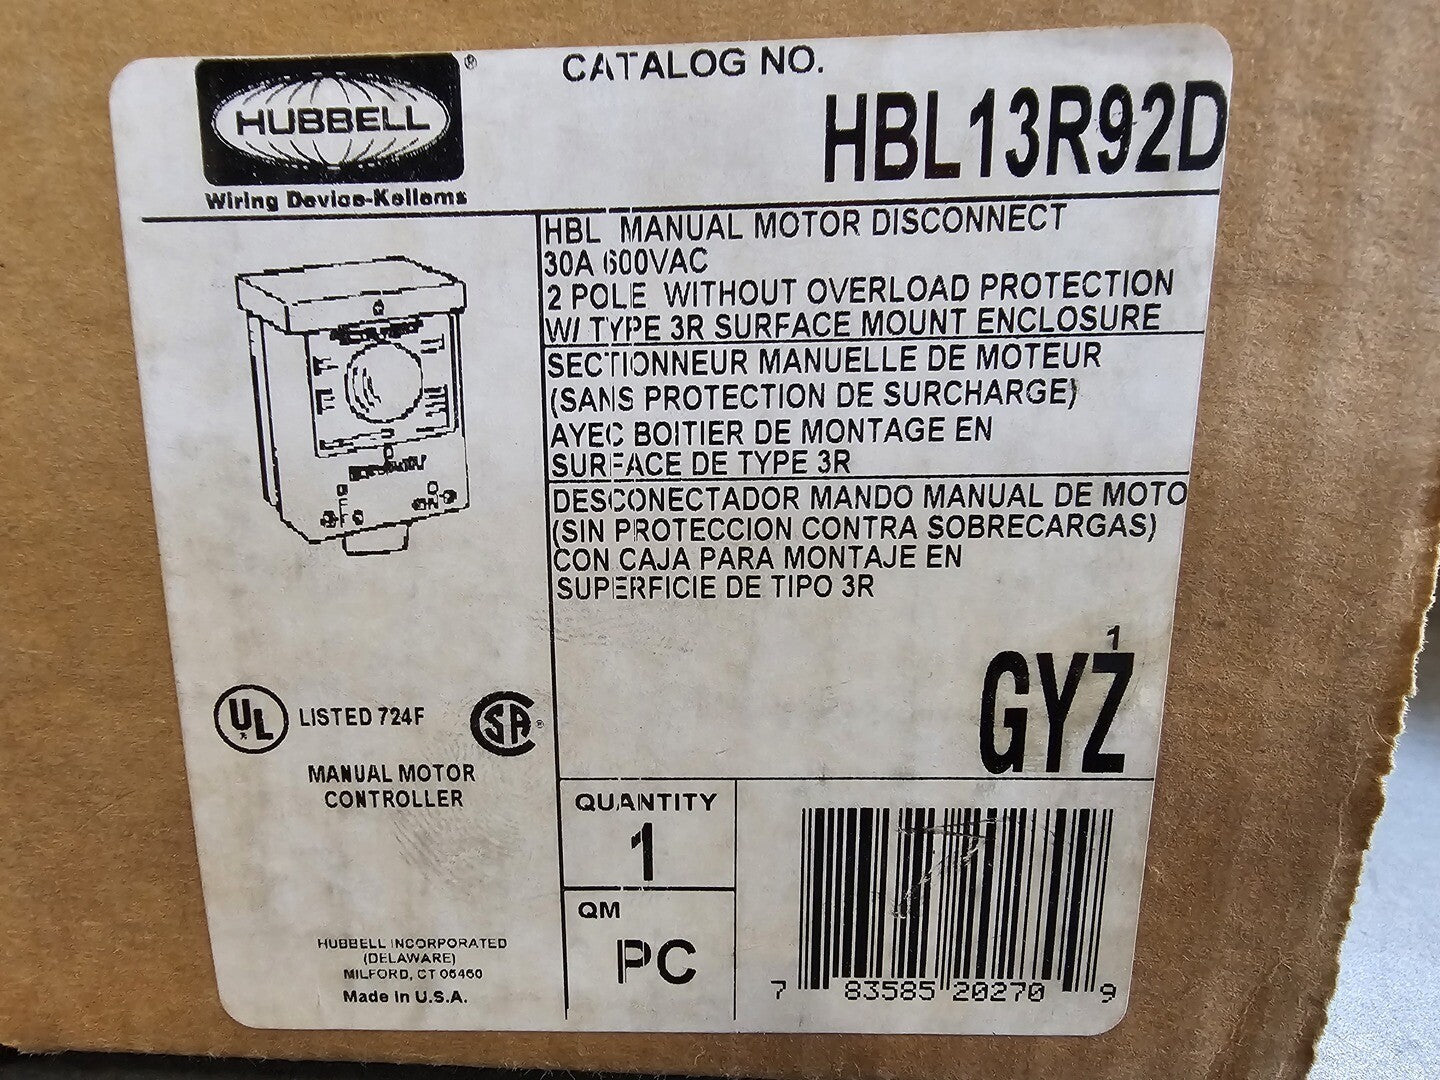 HUBBELL®
Wiring Device-Kellems
CATALOG NO.
HBL13R92D
HBL MANUAL MOTOR DISCONNECT
30A 600VAC
2 POLE WITHOUT OVERLOAD PROTECTION
W/ TYPE 3R SURFACE MOUNT ENCLOSURE
SECTIONNEUR MANUELLE DE MOTEUR
(SANS PROTECTION DE SURCHARGE)
AYEC BOITIER DE MONTAGE EN
SURFACE DE TYPE 3R
DESCONECTADOR MANDO MANUAL DE MOTO
(SIN PROTECCION CONTRA SOBRECARGAS)
CON CAJA PARA MONTAJE EN
SUPERFICIE DE TIPO 3R
1
GYZ
UL LISTED 724F
SA®
MANUAL MOTOR
CONTROLLER
QUANTITY
1
QM
PC
HUBBELL INCORPORATED
(DELAWARE)
MILFORD, CT 06460
Made in U.S.A.
7 83585 20270 9